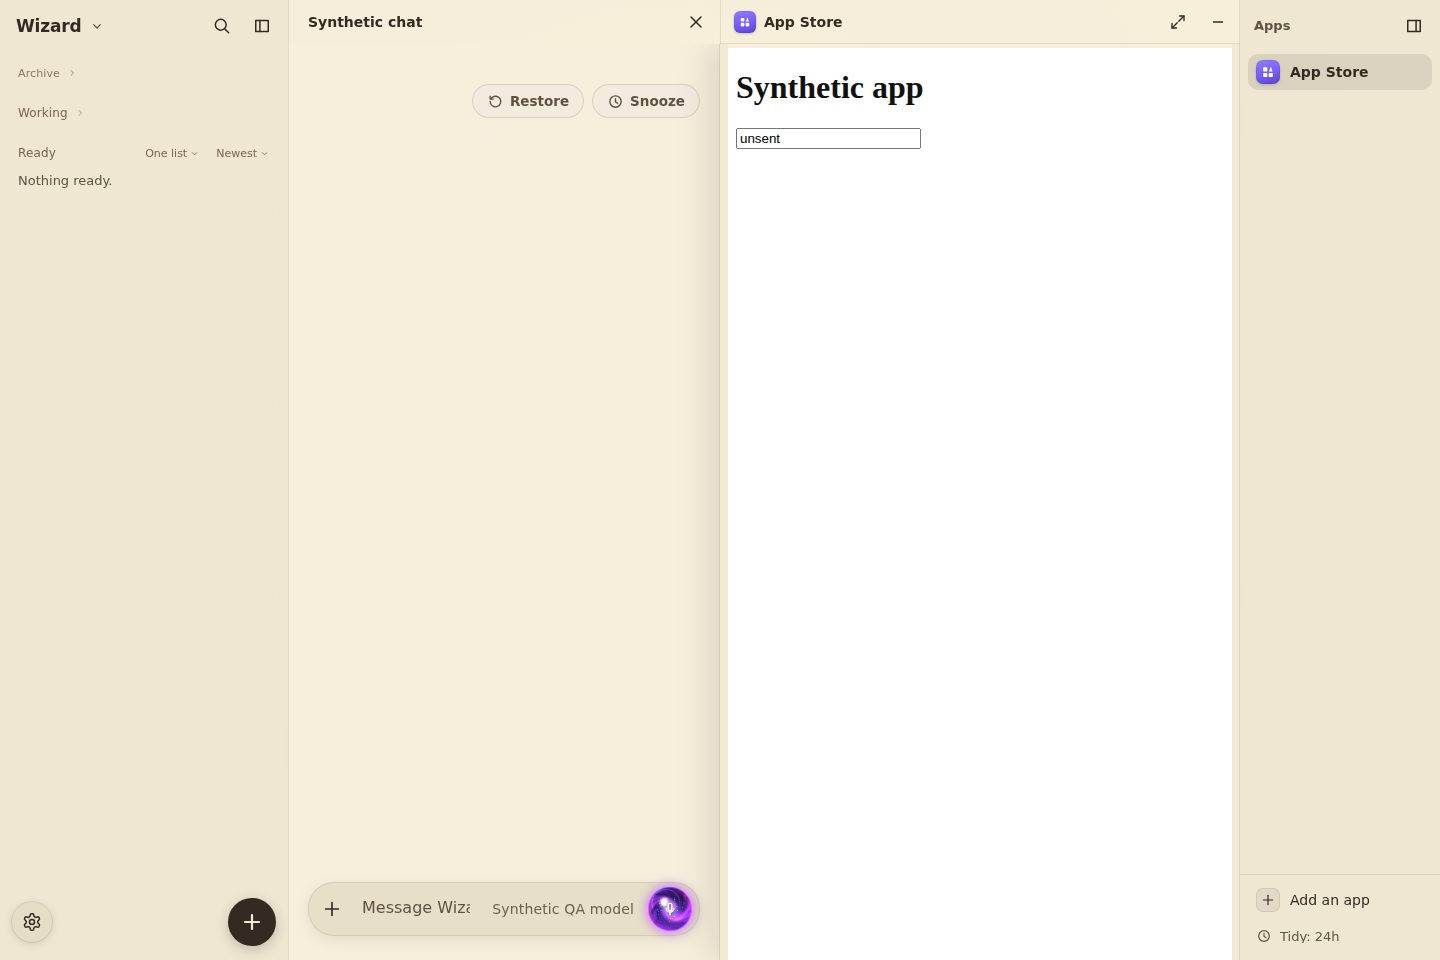 Wizard
Archive
Working
Ready
One list
Newest
Nothing ready.
Synthetic chat
Restore
Snooze
Message Wiza
Synthetic QA model
App Store
Synthetic app
unsent
Apps
App Store
Add an app
Tidy: 24h